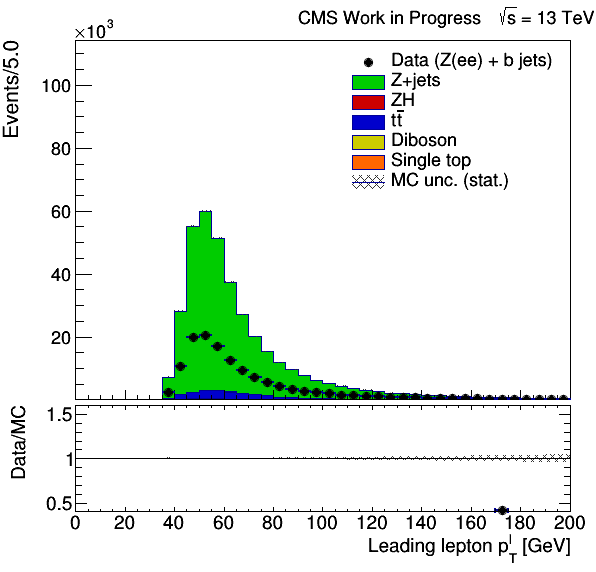 CMS Work in Progress √s = 13 TeV
×10³
Events/5.0
100
80
60
40
20
Data (Z(ee) + b jets)
Z+jets
ZH
tt̄
Diboson
Single top
MC unc. (stat.)
Data/MC
1.5
1
0.5
0 20 40 60 80 100 120 140 160 180 200
Leading lepton p_T^l [GeV]